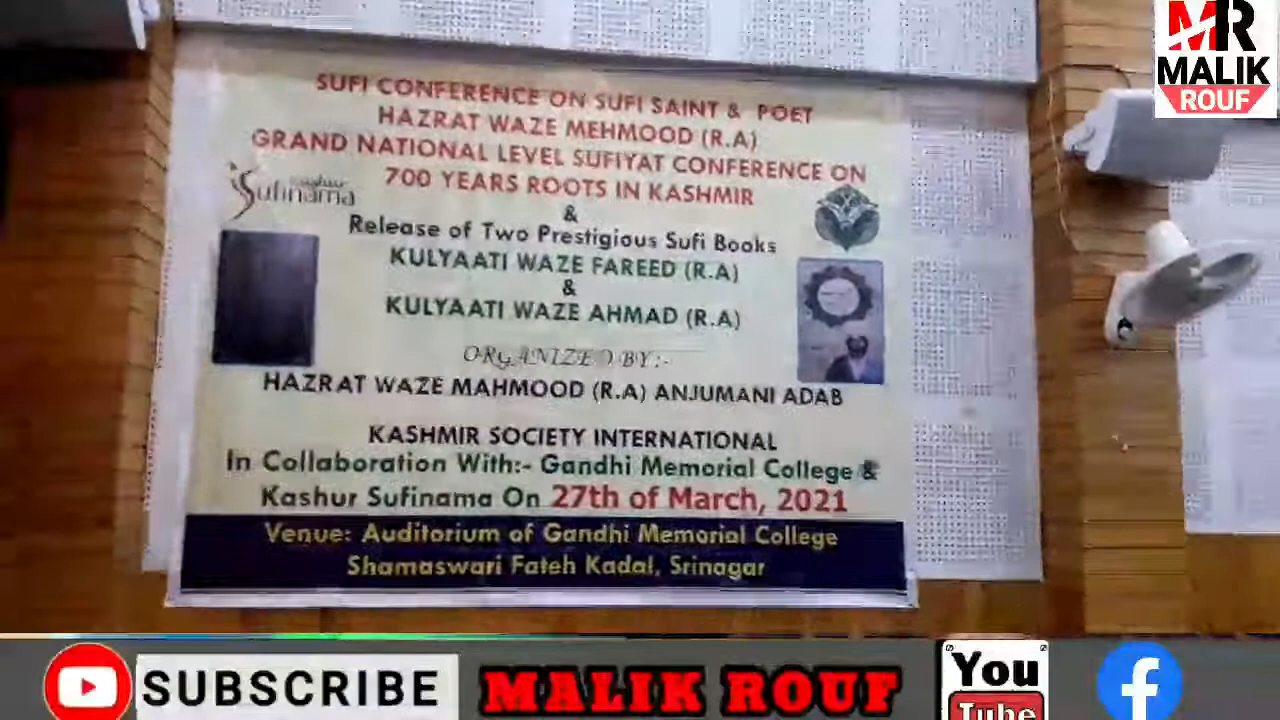 MR
MALIK
ROUF
SUFI CONFERENCE ON SUFI SAINT & POET
HAZRAT WAZE MEHMOOD (R.A)
GRAND NATIONAL LEVEL SUFIYAT CONFERENCE ON
700 YEARS ROOTS IN KASHMIR
kashur
Sufinama
&
Release of Two Prestigious Sufi Books
KULYAATI WAZE FAREED (R.A)
&
KULYAATI WAZE AHMAD (R.A)
ORGANIZED BY:-
HAZRAT WAZE MAHMOOD (R.A) ANJUMANI ADAB
KASHMIR SOCIETY INTERNATIONAL
In Collaboration With:- Gandhi Memorial College &
Kashur Sufinama On 27th of March, 2021
Venue: Auditorium of Gandhi Memorial College
Shamaswari Fateh Kadal, Srinagar
SUBSCRIBE
MALIK ROUF
You
Tube
f